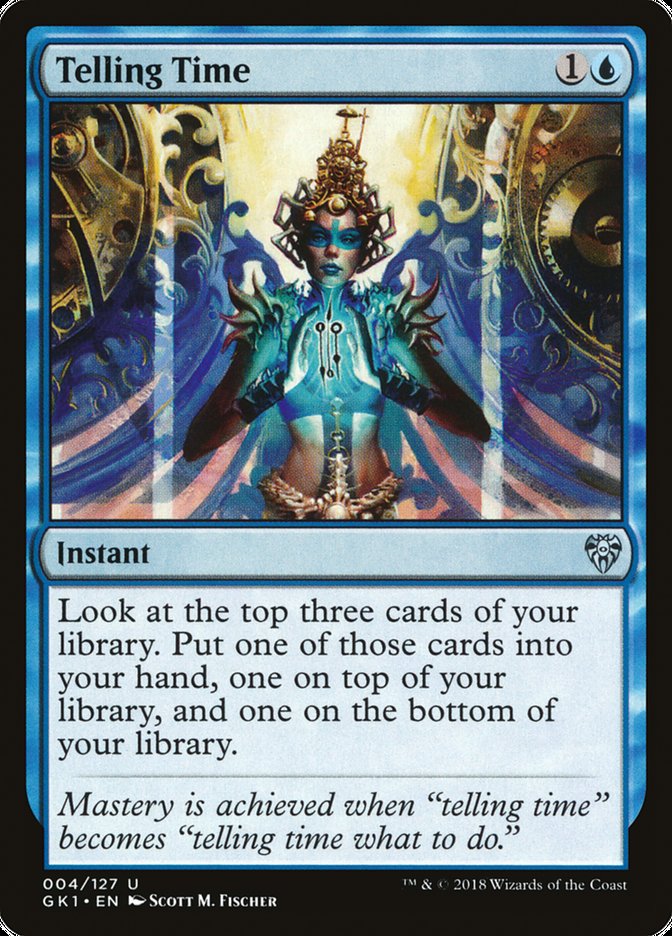 Telling Time
1
Instant
Look at the top three cards of your
library. Put one of those cards into
your hand, one on top of your
library, and one on the bottom of
your library.
Mastery is achieved when “telling time”
becomes “telling time what to do.”
004/127 U
GK1 • EN Scott M. Fischer
™ & © 2018 Wizards of the Coast